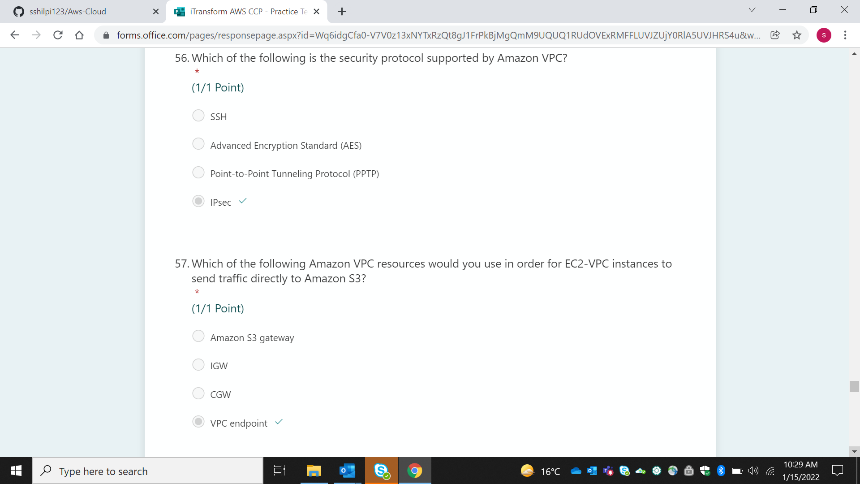 sshilpi123/Aws-Cloud
iTransform AWS CCP - Practice Te
forms.office.com/pages/responsepage.aspx?id=Wq6idgCfa0-V7V0z13xNYTxRzQt8gJ1FrPkBjMgQmM9UQUQ1RUdOVExRMFFLUVJZUjY0RlA5UVJHRS4u&w...
S
56. Which of the following is the security protocol supported by Amazon VPC?
*
(1/1 Point)
SSH
Advanced Encryption Standard (AES)
Point-to-Point Tunneling Protocol (PPTP)
IPsec
57. Which of the following Amazon VPC resources would you use in order for EC2-VPC instances to
send traffic directly to Amazon S3?
*
(1/1 Point)
Amazon S3 gateway
IGW
CGW
VPC endpoint
Type here to search
16°C
10:29 AM
1/15/2022